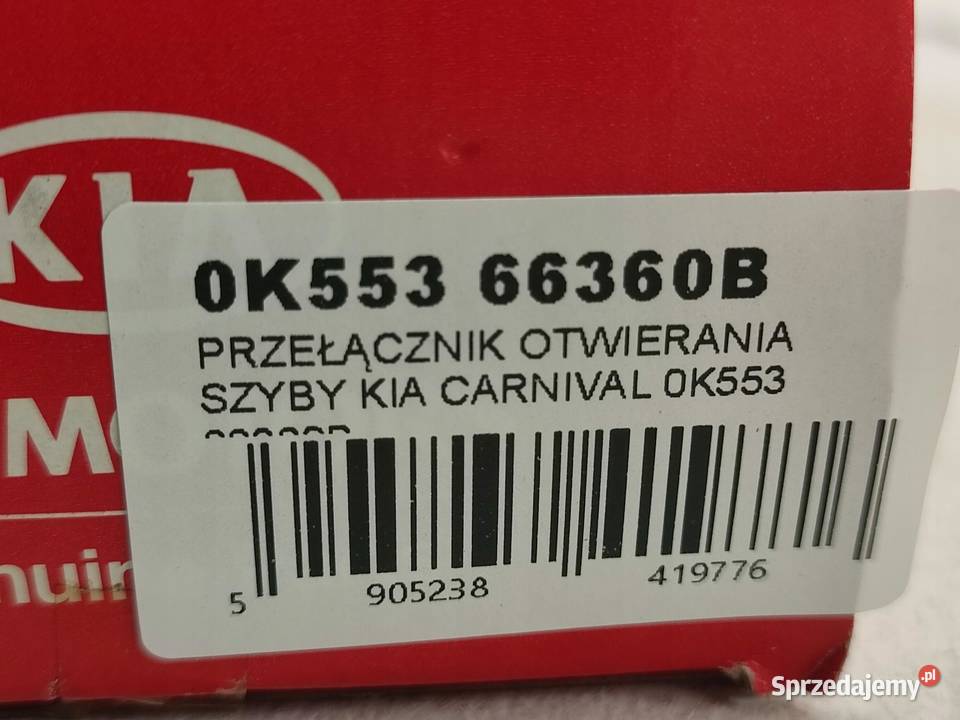 KIA
0K553 66360B
PRZEŁĄCZNIK OTWIERANIA
SZYBY KIA CARNIVAL 0K553
5 905238 419776
Sprzedajemy.pl